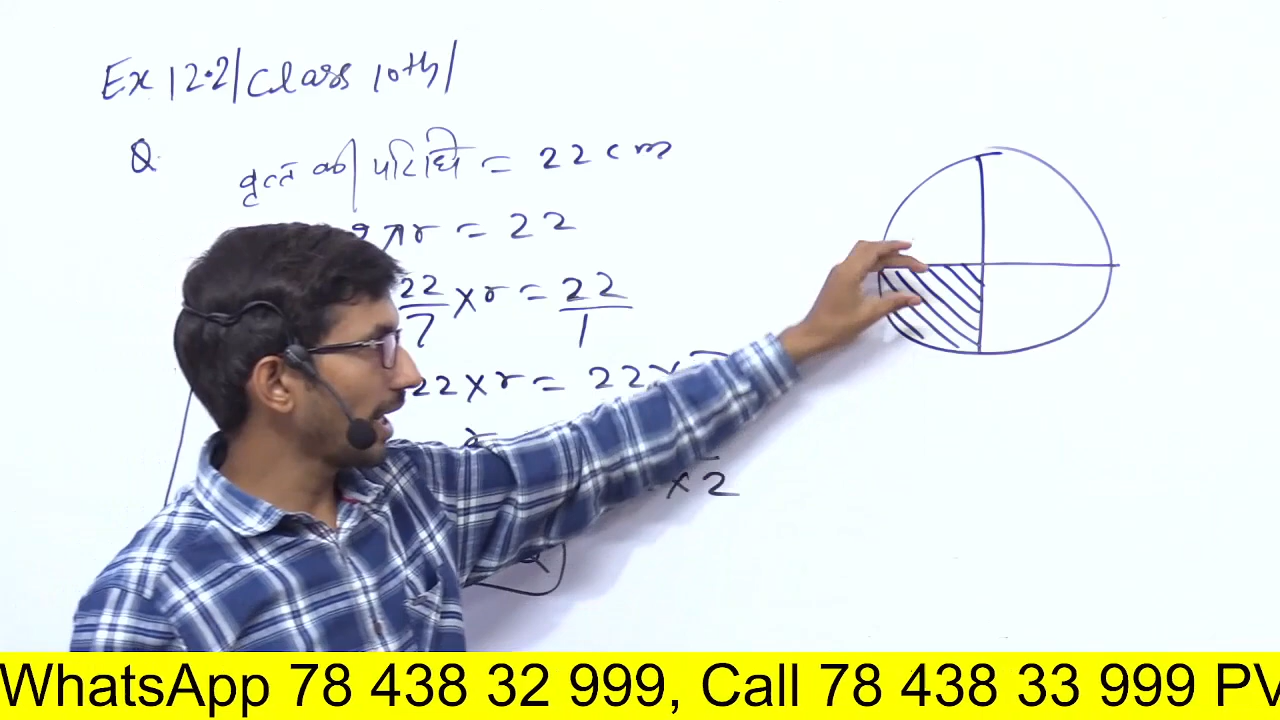 Ex 12.2/Class 10th/
Q वृत्त की परिधि = 22 cm
2πr = 22
22/7 × r = 22/1
22 × r = 22 ×
r
× 2
WhatsApp 78 438 32 999, Call 78 438 33 999 PV